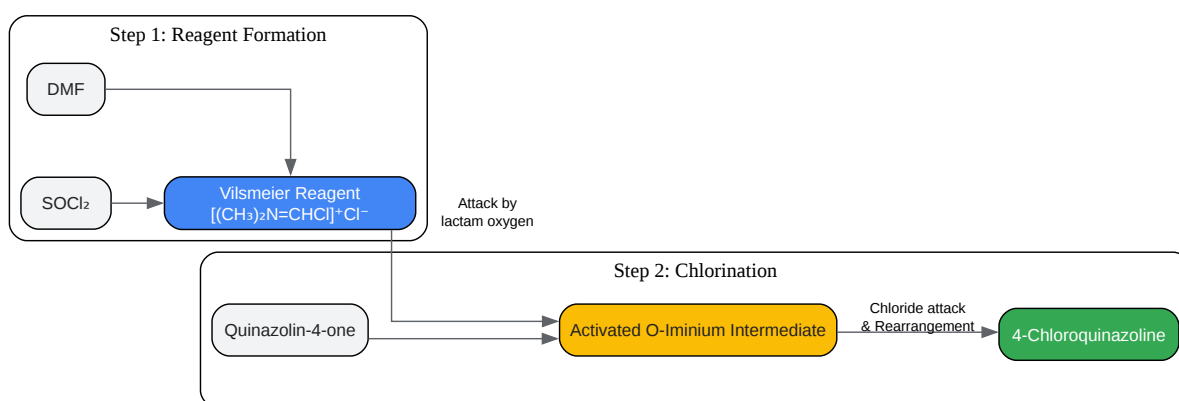 Step 1: Reagent Formation
DMF
SOCl₂
Vilsmeier Reagent
[(CH₃)₂N=CHCl]⁺Cl⁻
Attack by
lactam oxygen
Step 2: Chlorination
Quinazolin-4-one
Activated O-Iminium Intermediate
Chloride attack
& Rearrangement
4-Chloroquinazoline